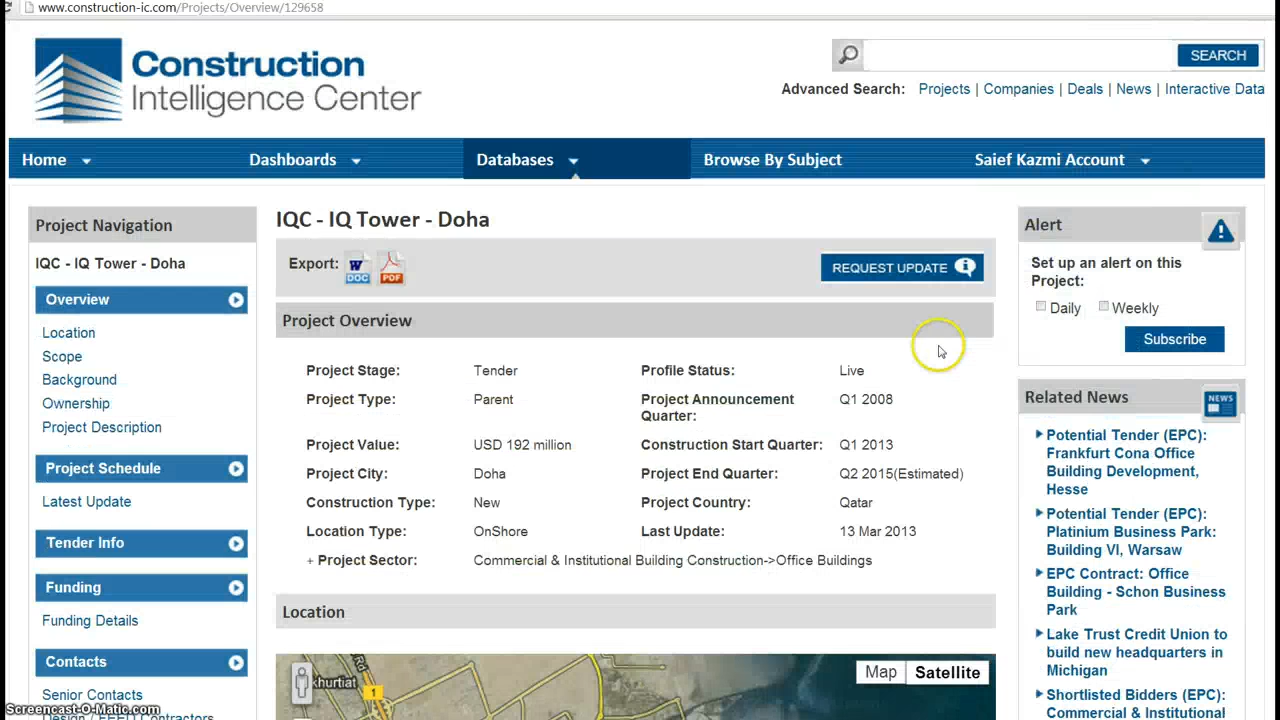 www.construction-ic.com/Projects/Overview/129658
Construction
Intelligence Center
SEARCH
Advanced Search: Projects | Companies | Deals | News | Interactive Data
Home
Dashboards
Databases
Browse By Subject
Saief Kazmi Account
Project Navigation
IQC - IQ Tower - Doha
Overview
Location
Scope
Background
Ownership
Project Description
Project Schedule
Latest Update
Tender Info
Funding
Funding Details
Contacts
Senior Contacts
Design / FEED Contractors
IQC - IQ Tower - Doha
Export: W DOC PDF
REQUEST UPDATE
Project Overview
Project Stage: Tender Profile Status: Live
Project Type: Parent Project Announcement Q1 2008
Quarter:
Project Value: USD 192 million Construction Start Quarter: Q1 2013
Project City: Doha Project End Quarter: Q2 2015(Estimated)
Construction Type: New Project Country: Qatar
Location Type: OnShore Last Update: 13 Mar 2013
+ Project Sector: Commercial & Institutional Building Construction->Office Buildings
Location
khurtiat
Rd
1
Map Satellite
Alert
Set up an alert on this
Project:
Daily Weekly
Subscribe
Related News
NEWS
Potential Tender (EPC):
Frankfurt Cona Office
Building Development,
Hesse
Potential Tender (EPC):
Platinium Business Park:
Building VI, Warsaw
EPC Contract: Office
Building - Schon Business
Park
Lake Trust Credit Union to
build new headquarters in
Michigan
Shortlisted Bidders (EPC):
Commercial & Institutional
Screencast-O-Matic.com